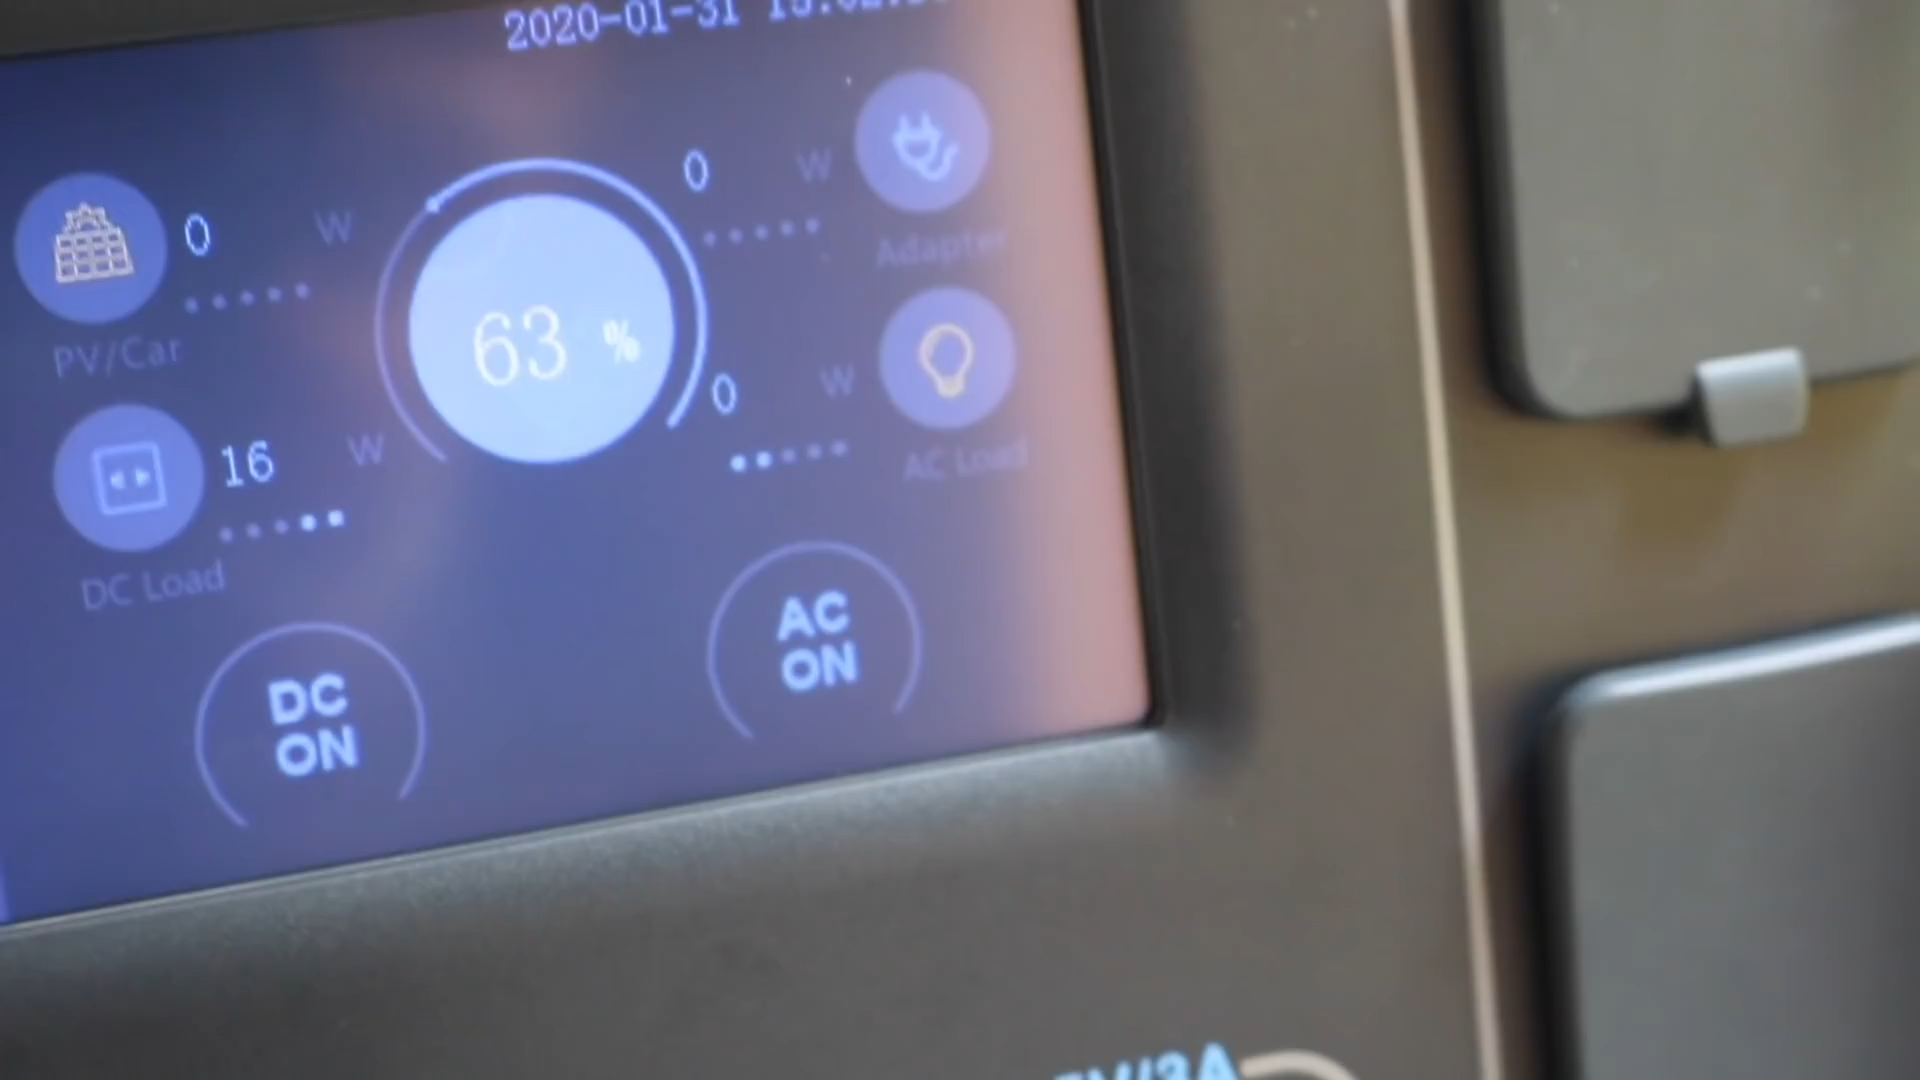 2020-01-31
0 W
PV/Car
16 W
DC Load
63 %
0 W
Adapter
0 W
AC Load
DC
ON
AC
ON